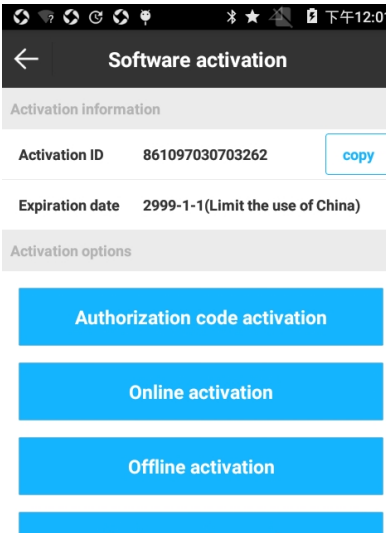 下午12:01
Software activation
Activation information
Activation ID 861097030703262 copy
Expiration date 2999-1-1(Limit the use of China)
Activation options
Authorization code activation
Online activation
Offline activation